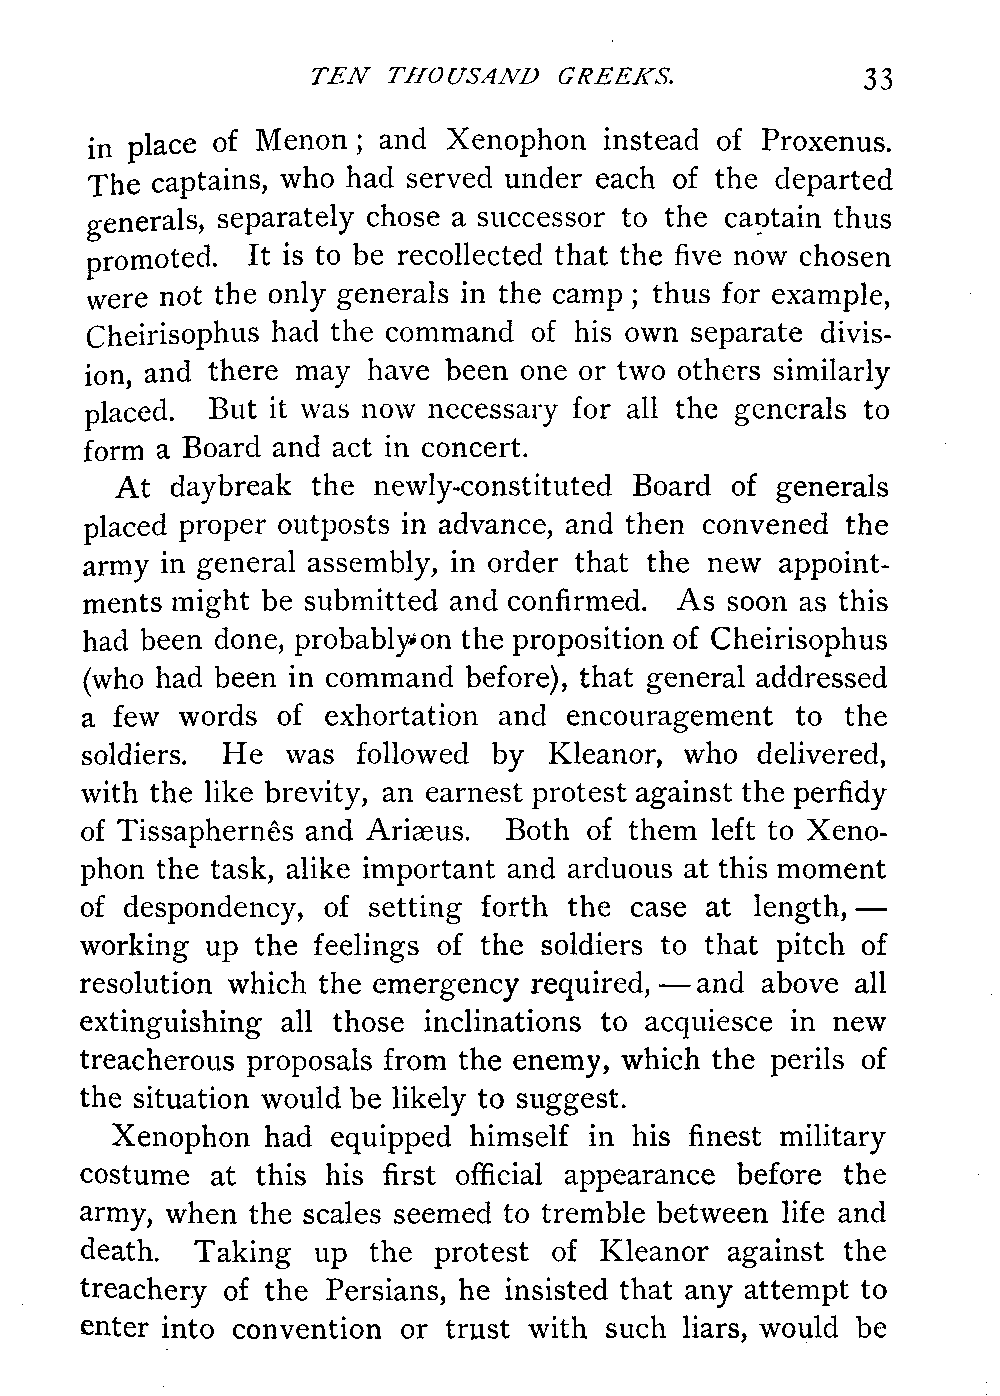 TEN THOUSAND GREEKS. 33
in place of Menon ; and Xenophon instead of Proxenus.
The captains, who had served under each of the departed
generals, separately chose a successor to the captain thus
promoted. It is to be recollected that the five now chosen
were not the only generals in the camp ; thus for example,
Cheirisophus had the command of his own separate divis-
ion, and there may have been one or two others similarly
placed. But it was now necessary for all the generals to
form a Board and act in concert.
At daybreak the newly-constituted Board of generals
placed proper outposts in advance, and then convened the
army in general assembly, in order that the new appoint-
ments might be submitted and confirmed. As soon as this
had been done, probably on the proposition of Cheirisophus
(who had been in command before), that general addressed
a few words of exhortation and encouragement to the
soldiers. He was followed by Kleanor, who delivered,
with the like brevity, an earnest protest against the perfidy
of Tissaphernês and Ariæus. Both of them left to Xeno-
phon the task, alike important and arduous at this moment
of despondency, of setting forth the case at length, —
working up the feelings of the soldiers to that pitch of
resolution which the emergency required, — and above all
extinguishing all those inclinations to acquiesce in new
treacherous proposals from the enemy, which the perils of
the situation would be likely to suggest.
Xenophon had equipped himself in his finest military
costume at this his first official appearance before the
army, when the scales seemed to tremble between life and
death. Taking up the protest of Kleanor against the
treachery of the Persians, he insisted that any attempt to
enter into convention or trust with such liars, would be